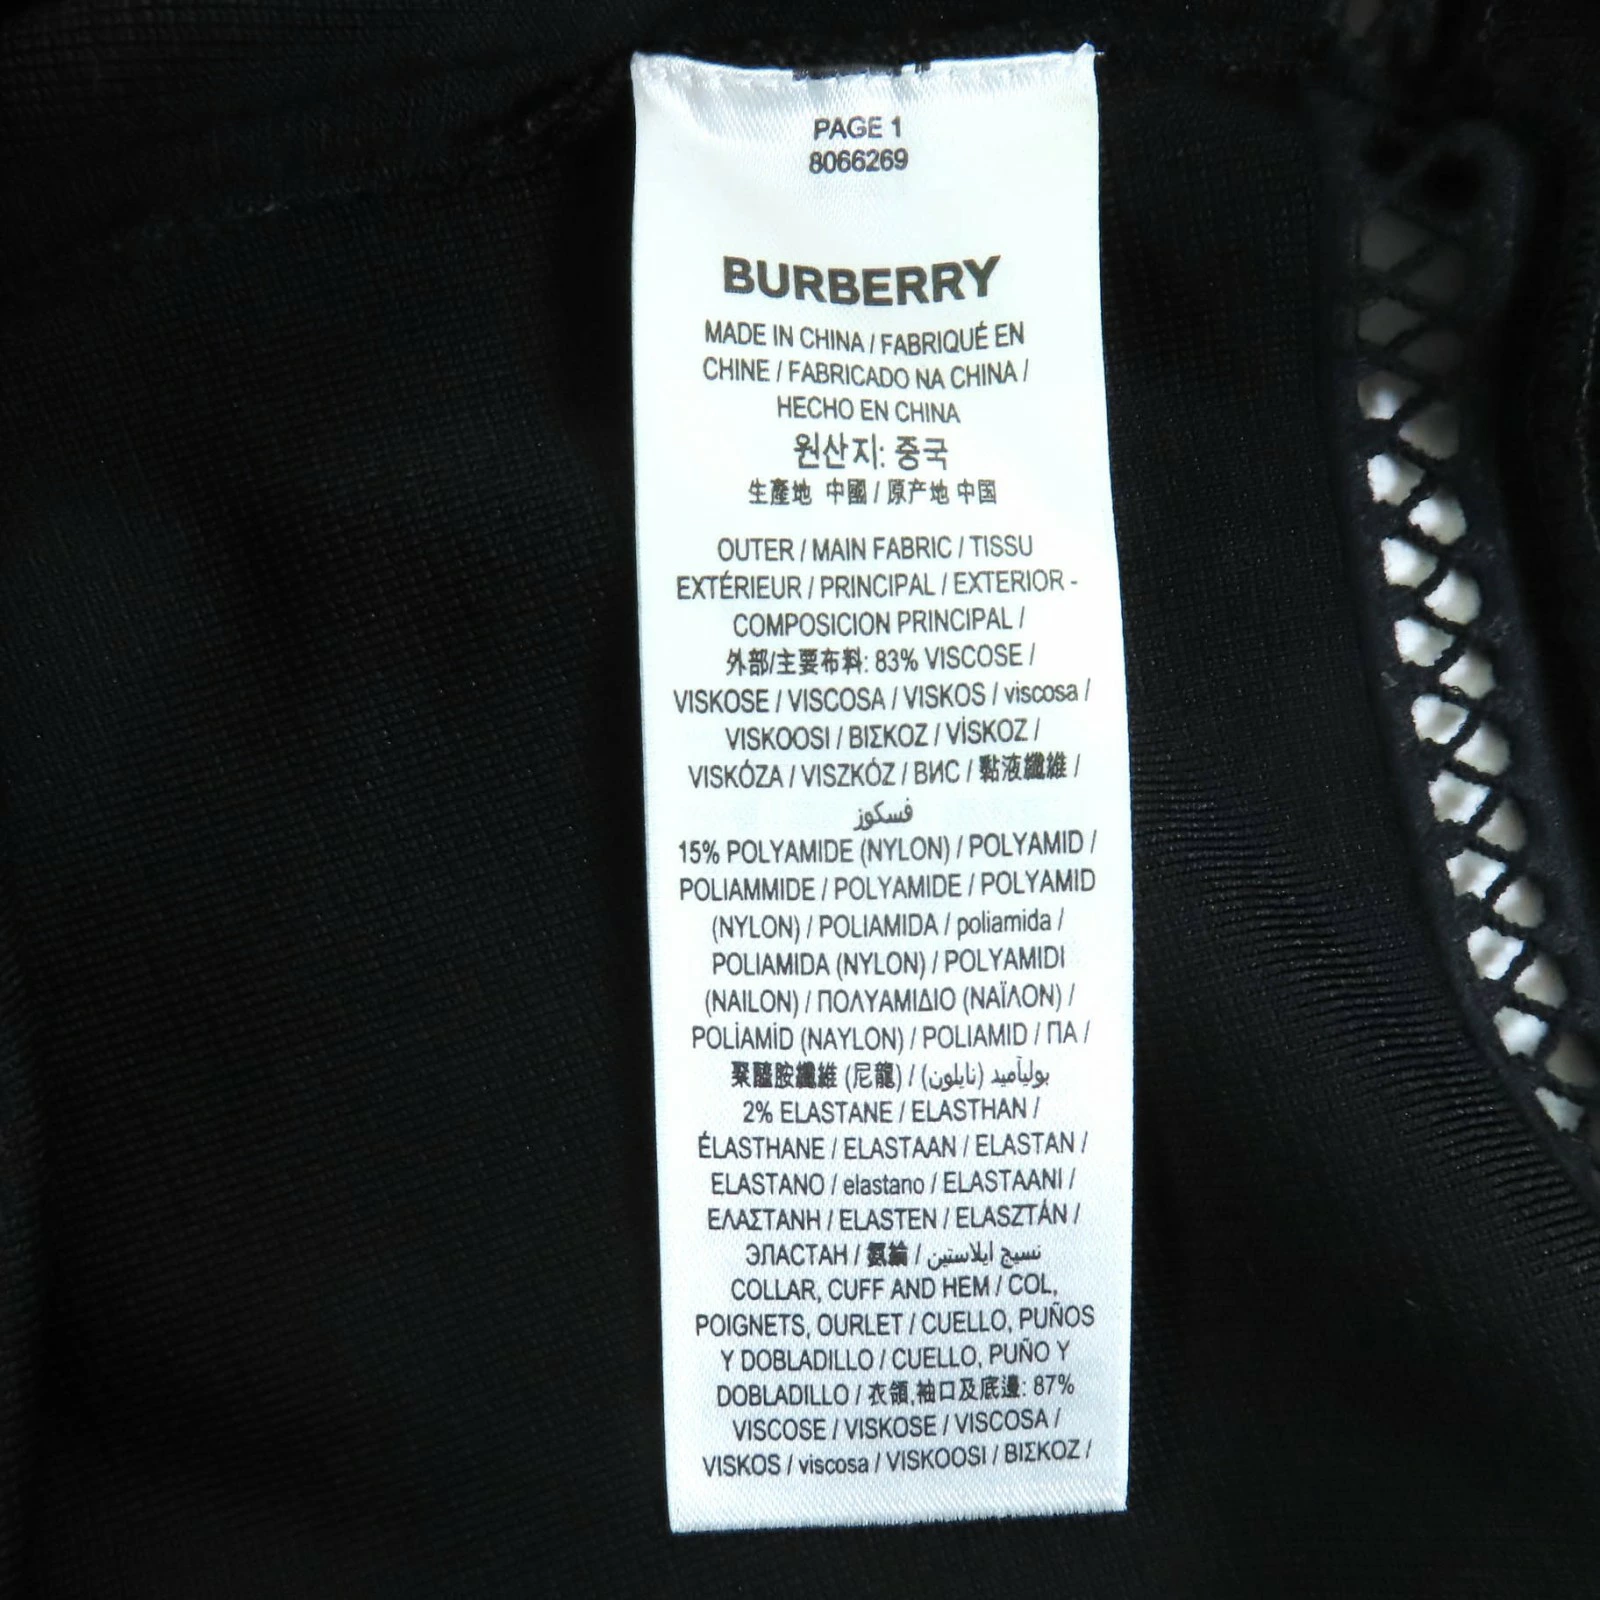 PAGE 1
8066269
BURBERRY
MADE IN CHINA / FABRIQUÉ EN
CHINE / FABRICADO NA CHINA /
HECHO EN CHINA
원산지: 중국
生產地 中國 / 原产地 中国
OUTER / MAIN FABRIC / TISSU
EXTÉRIEUR / PRINCIPAL / EXTERIOR -
COMPOSICION PRINCIPAL /
外部/主要布料: 83% VISCOSE /
VISKOSE / VISCOSA / VISKOS / viscosa /
VISKOOSI / ΒΙΣΚΟΖ / VİSKOZ /
VISKÓZA / VISZKÓZ / ВИС / 黏液纖維 /
فسكوز
15% POLYAMIDE (NYLON) / POLYAMID /
POLIAMMIDE / POLYAMIDE / POLYAMID
(NYLON) / POLIAMIDA / poliamida /
POLIAMIDA (NYLON) / POLYAMIDI
(NAILON) / ΠΟΛΥΑΜΙΔΙΟ (ΝΑΪΛΟΝ) /
POLİAMİD (NAYLON) / POLIAMID / ПА /
聚醯胺纖維 (尼龍) / بوليآميد (نايلون)
2% ELASTANE / ELASTHAN /
ÉLASTHANE / ELASTAAN / ELASTAN /
ELASTANO / elastano / ELASTAANI /
ΕΛΑΣΤΑΝΗ / ELASTEN / ELASZTÁN /
ЭЛАСТАН / 氨綸 / نسيج ايلاستين
COLLAR, CUFF AND HEM / COL,
POIGNETS, OURLET / CUELLO, PUÑOS
Y DOBLADILLO / CUELLO, PUÑO Y
DOBLADILLO / 衣領,袖口及底邊: 87%
VISCOSE / VISKOSE / VISCOSA /
VISKOS / viscosa / VISKOOSI / ΒΙΣΚΟΖ /